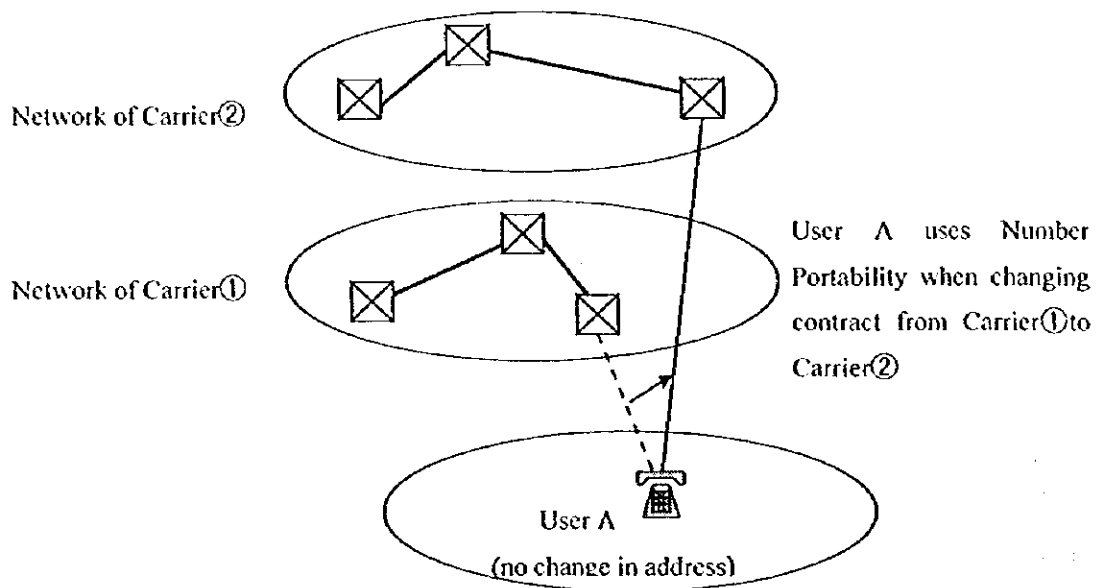 Network of Carrier②
Network of Carrier①
User A uses Number
Portability when changing
contract from Carrier①to
Carrier②
User A
(no change in address)